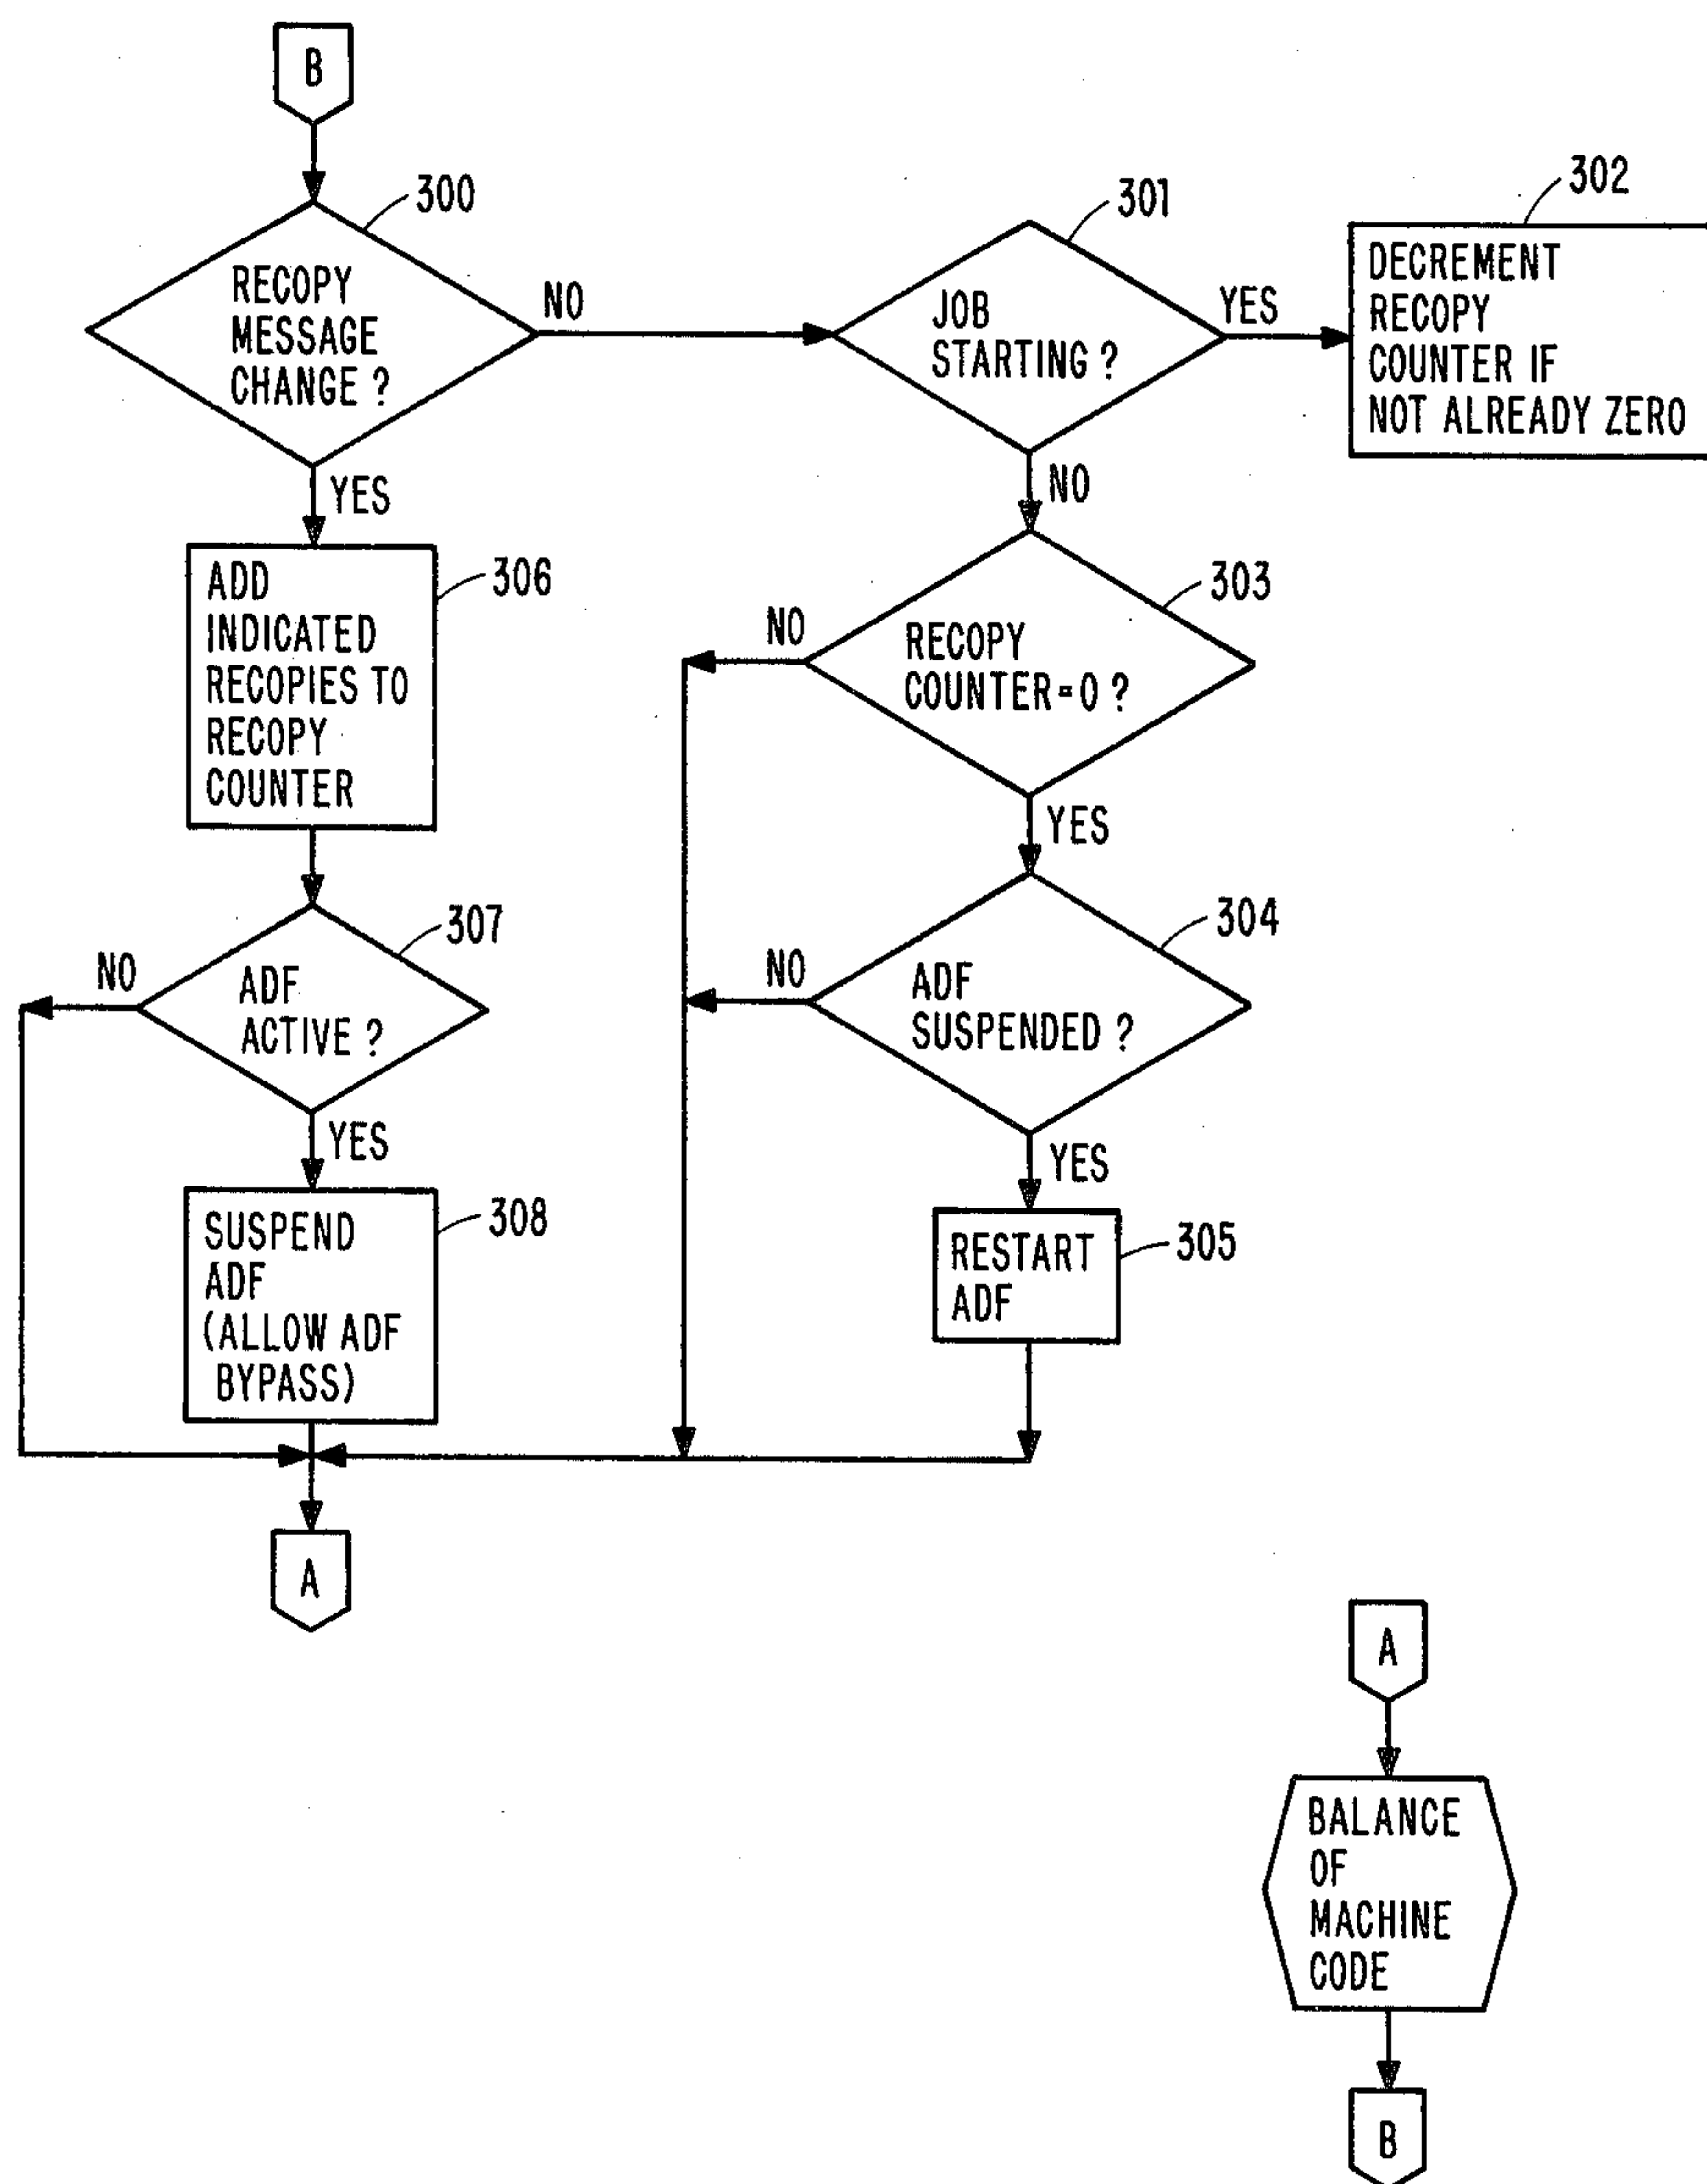 B
300
RECOPY
MESSAGE
CHANGE ?
NO
301
JOB
STARTING ?
YES
302
DECREMENT
RECOPY
COUNTER IF
NOT ALREADY ZERO
YES
NO
306
ADD
INDICATED
RECOPIES TO
RECOPY
COUNTER
303
NO
RECOPY
COUNTER=0 ?
YES
307
NO
ADF
ACTIVE ?
YES
304
NO
ADF
SUSPENDED ?
YES
308
SUSPEND
ADF
(ALLOW ADF
BYPASS)
305
RESTART
ADF
A
A
BALANCE
OF
MACHINE
CODE
B